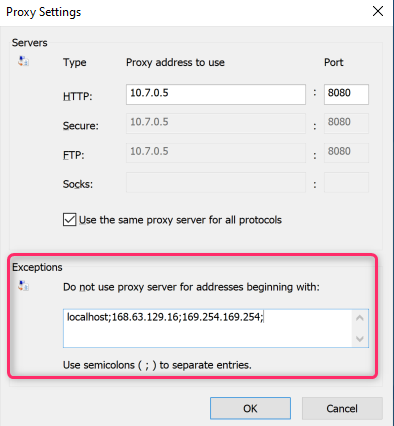 Proxy Settings
Servers
Type Proxy address to use Port
HTTP: 10.7.0.5 : 8080
Secure: 10.7.0.5 : 8080
FTP: 10.7.0.5 : 8080
Socks: :
Use the same proxy server for all protocols
Exceptions
Do not use proxy server for addresses beginning with:
localhost;168.63.129.16;169.254.169.254;
Use semicolons ( ; ) to separate entries.
OK Cancel